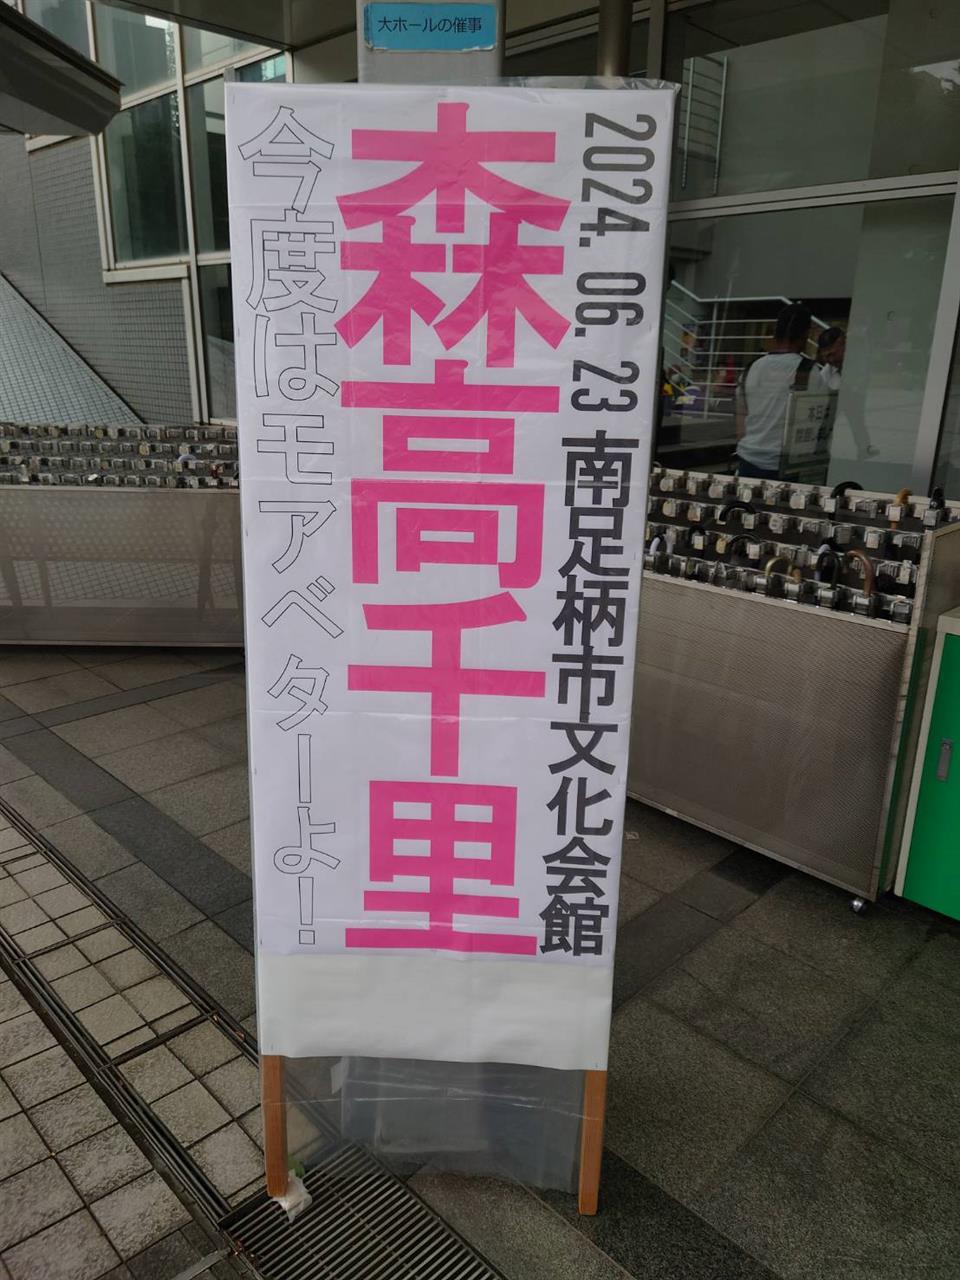 大ホールの催事
2024. 06. 23 南足柄市文化会館
森高千里
今度はモアベターよ!